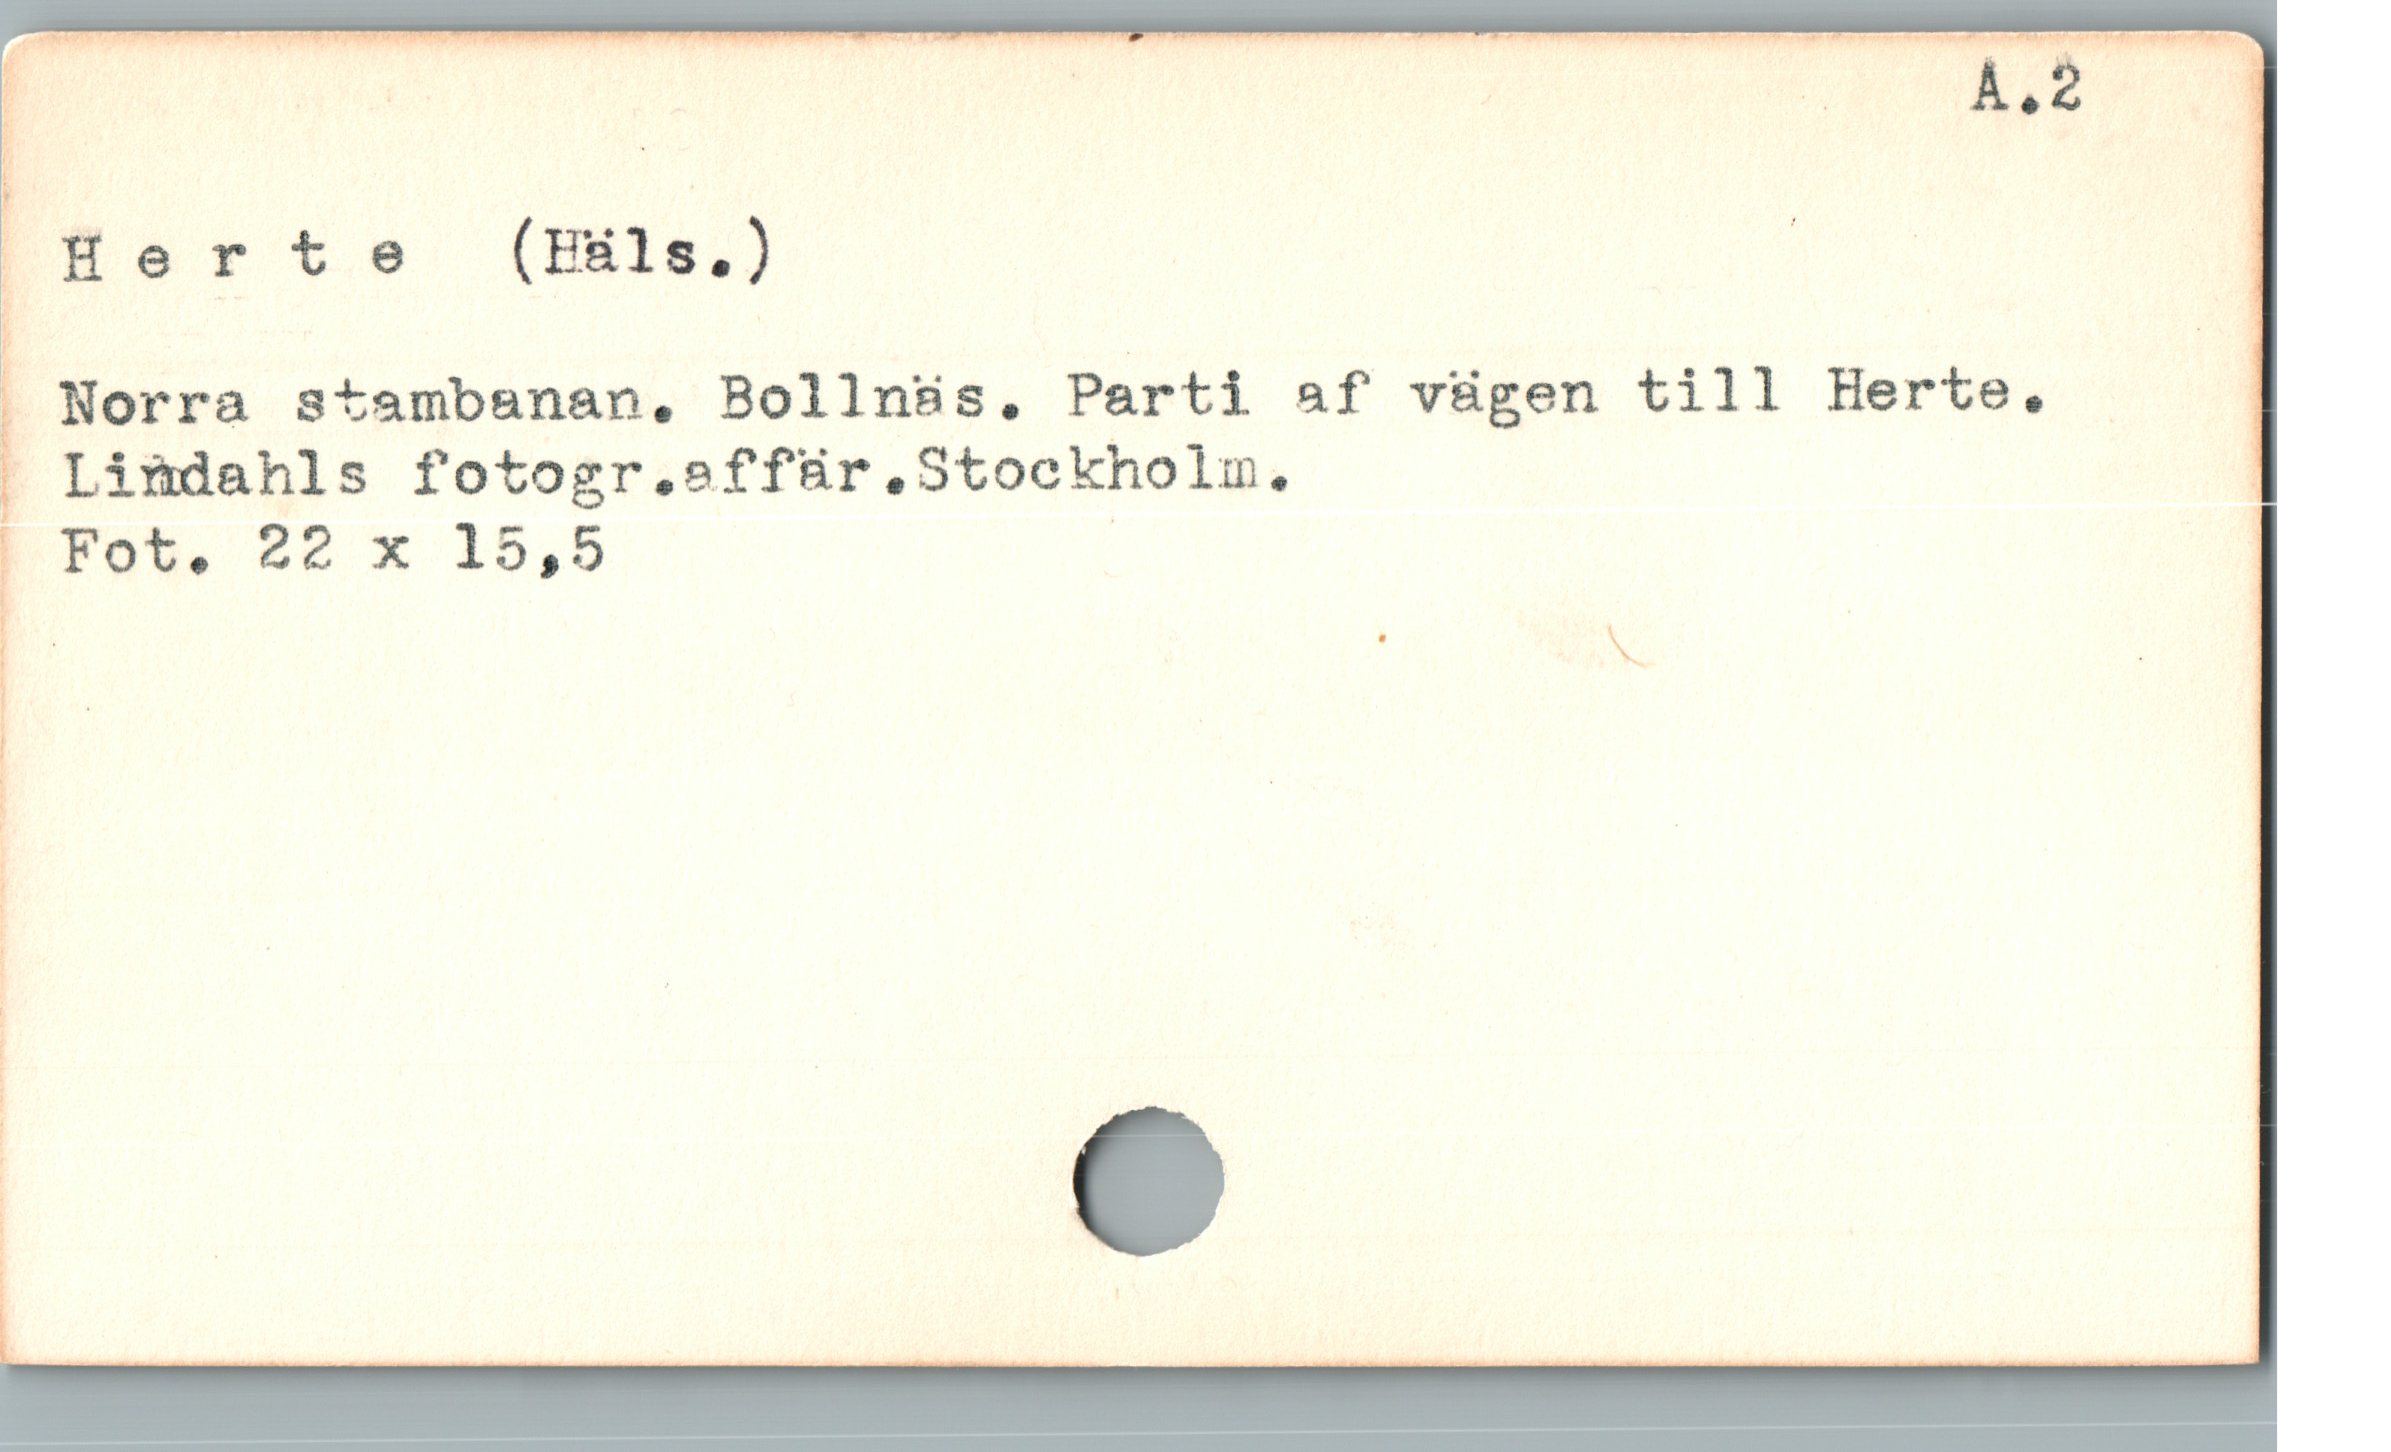 A.2
H e r t e (Häls.)
Norra stambanan. Bollnäs. Parti af vägen till Herte.
Lindahls fotogr.affär.Stockholm.
Fot. 22 x 15,5